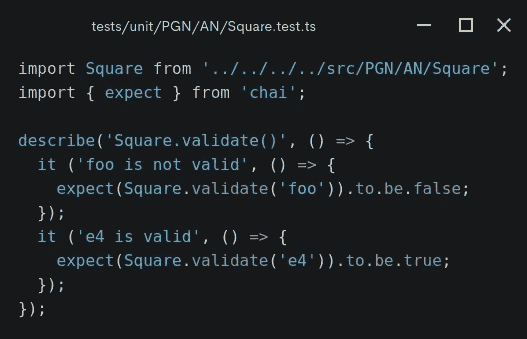 tests/unit/PGN/AN/Square.test.ts
import Square from '../../../../src/PGN/AN/Square';
import { expect } from 'chai';
describe('Square.validate()', () => {
  it ('foo is not valid', () => {
    expect(Square.validate('foo')).to.be.false;
  });
  it ('e4 is valid', () => {
    expect(Square.validate('e4')).to.be.true;
  });
});